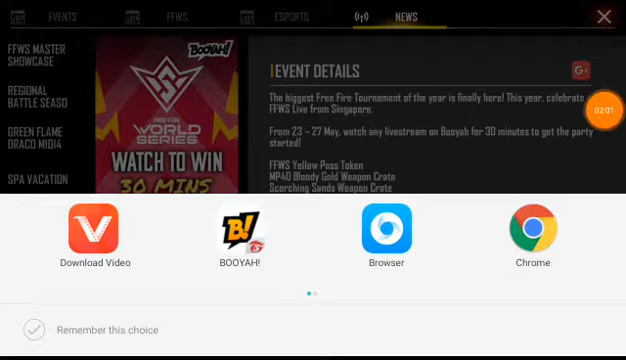 EVENTS
FFWS
ESPORTS
NEWS
FFWS MASTER
SHOWCASE
REGIONAL
BATTLE SEASO
GREEN FLAME
DRACO M1014
SPA VACATION
BOOYAH!
WORLD
SERIES
WATCH TO WIN
30 MINS
EVENT DETAILS
G+
The biggest Free Fire Tournament of the year is finally here! This year, celebrate
FFWS Live from Singapore.
From 23 – 27 May, watch any livestream on Booyah for 30 minutes to get the party
started!
FFWS Yellow Pass Token
MP40 Bloody Gold Weapon Crate
Scorching Sands Weapon Crate
02:01
B!
Download Video
BOOYAH!
Browser
Chrome
Remember this choice